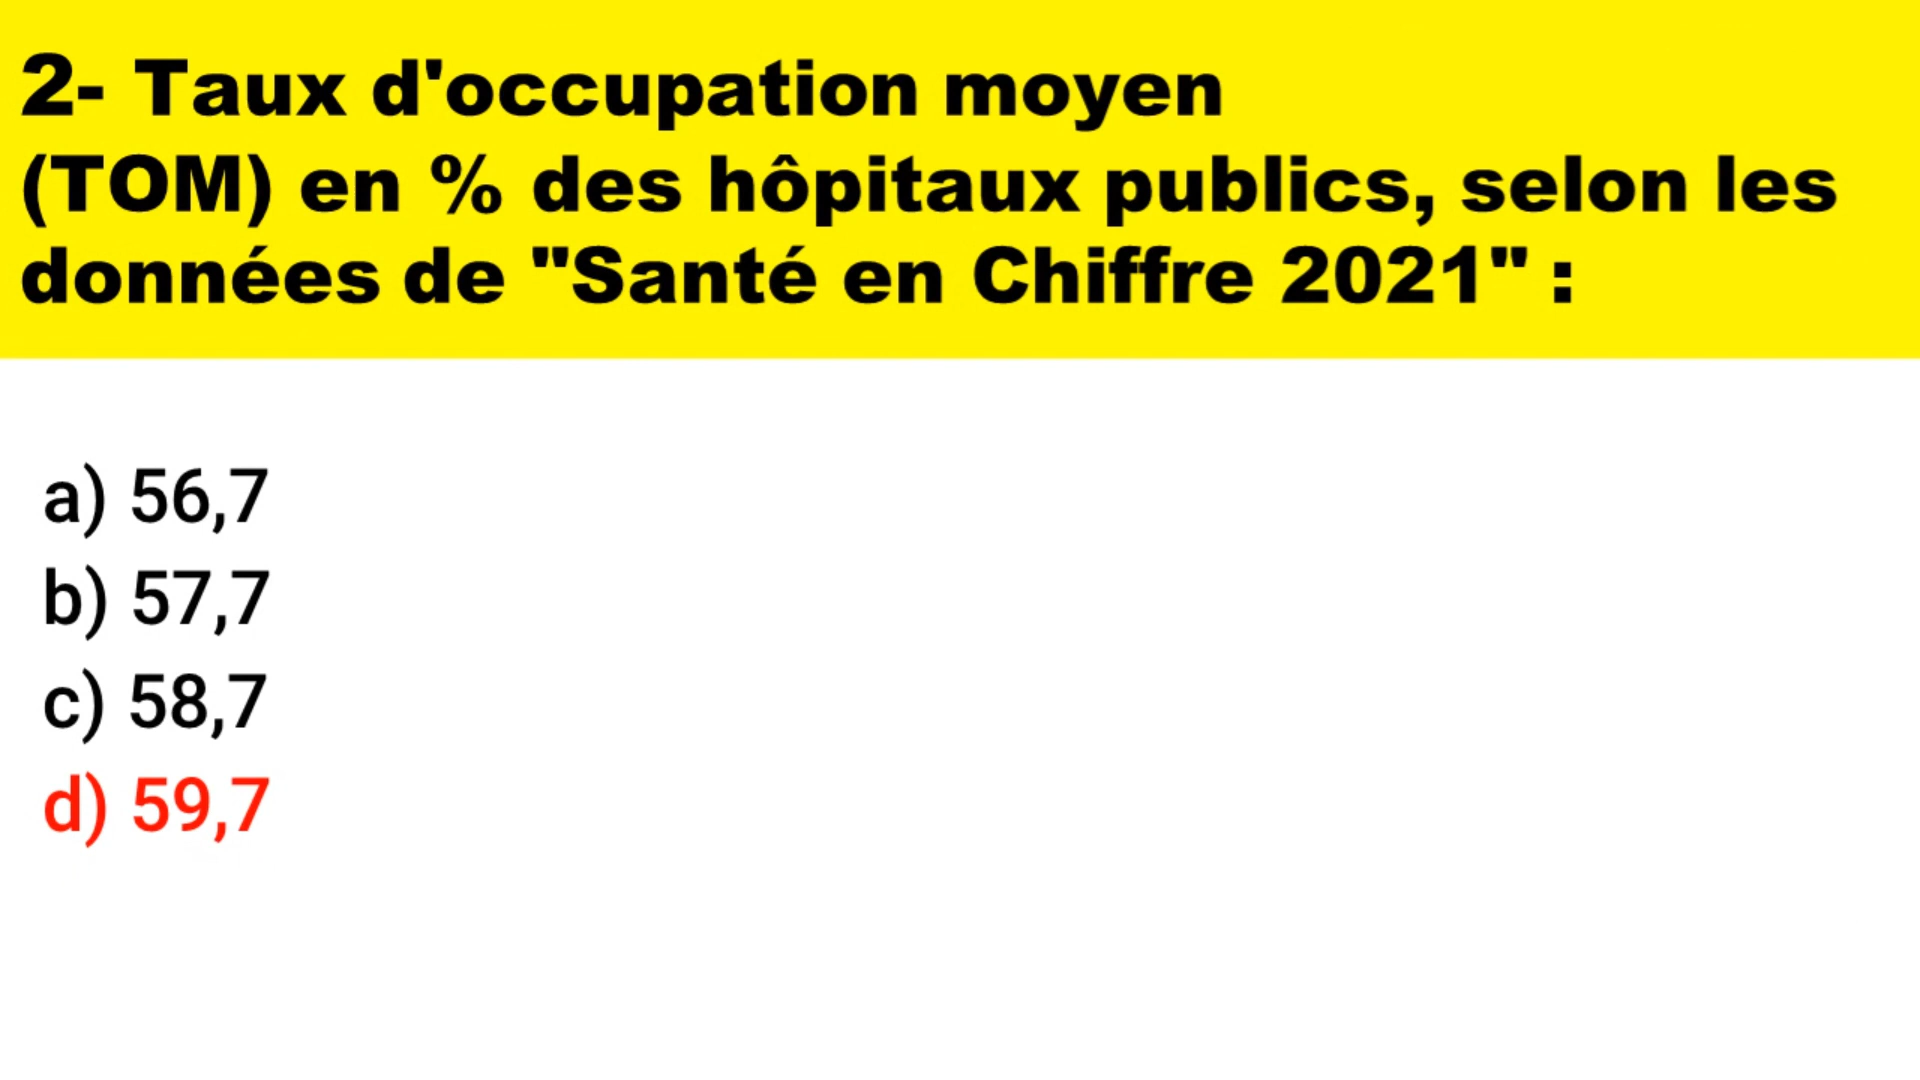 2- Taux d'occupation moyen
(TOM) en % des hôpitaux publics, selon les
données de "Santé en Chiffre 2021" :
a) 56,7
b) 57,7
c) 58,7
d) 59,7